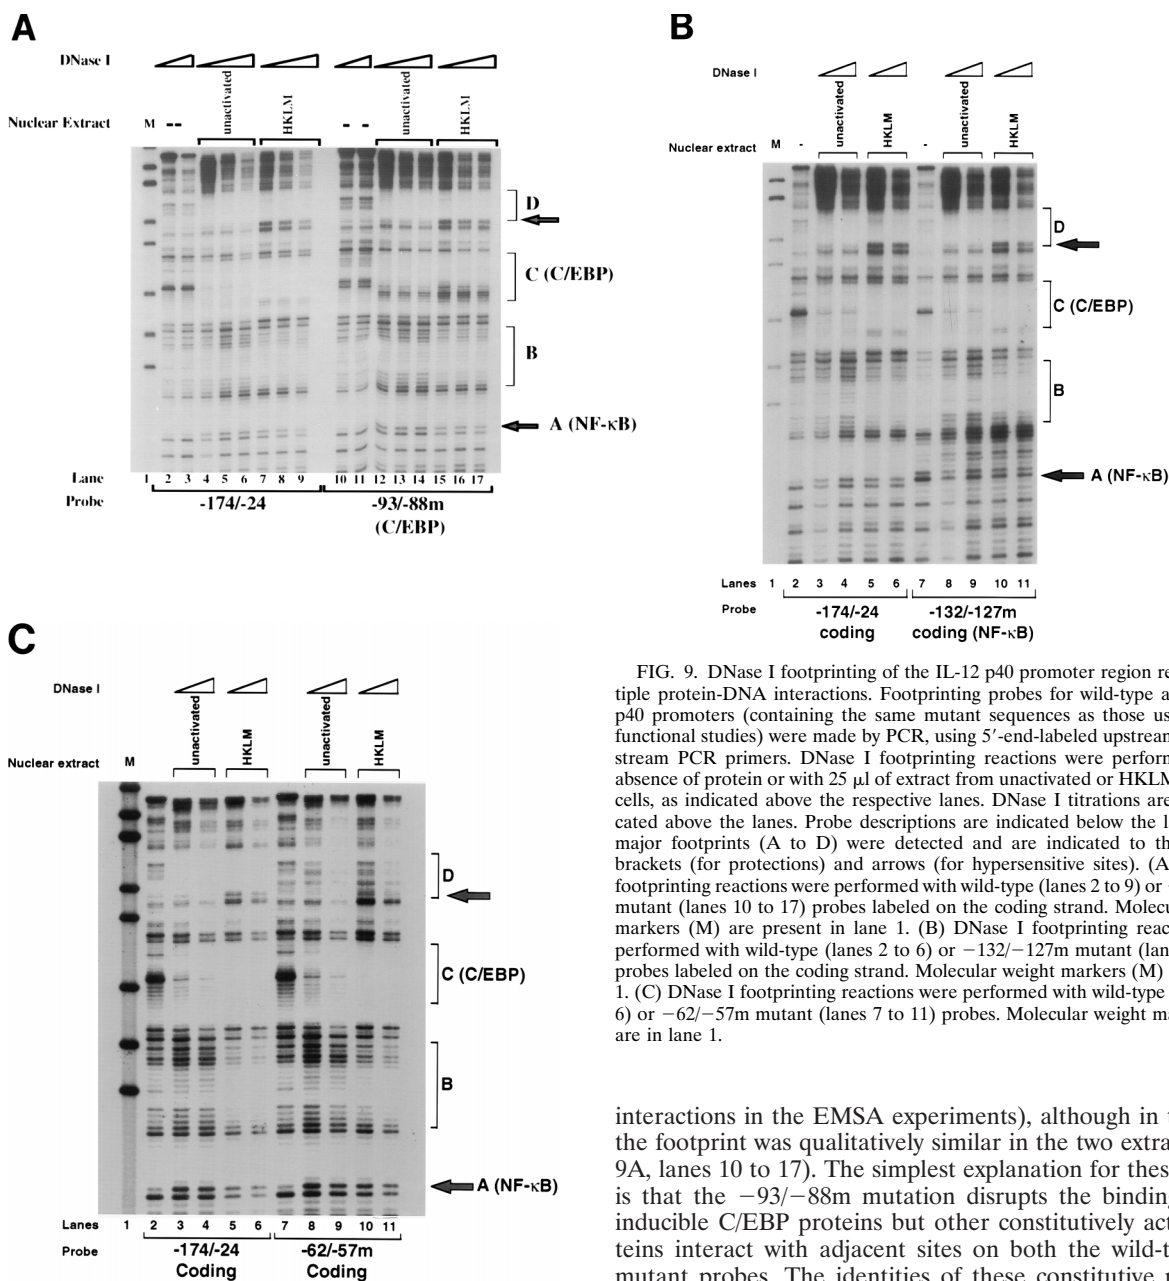 A
DNase I
Nuclear Extract
M
--
unactivated
HKLM
- -
unactivated
HKLM
D
C (C/EBP)
B
A (NF-κB)
Lane
1 2 3 4 5 6 7 8 9 10 11 12 13 14 15 16 17
Probe
-174/-24
-93/-88m
(C/EBP)
B
DNase I
Nuclear extract
M
-
unactivated
HKLM
-
unactivated
HKLM
D
C (C/EBP)
B
A (NF-κB)
Lanes
1 2 3 4 5 6 7 8 9 10 11
Probe
-174/-24
coding
-132/-127m
coding (NF-κB)
C
DNase I
Nuclear extract
M
unactivated
HKLM
unactivated
HKLM
D
C (C/EBP)
B
A (NF-κB)
Lanes
1 2 3 4 5 6 7 8 9 10 11
Probe
-174/-24
Coding
-62/-57m
Coding
FIG. 9. DNase I footprinting of the IL-12 p40 promoter region re
tiple protein-DNA interactions. Footprinting probes for wild-type a
p40 promoters (containing the same mutant sequences as those us
functional studies) were made by PCR, using 5′-end-labeled upstream
stream PCR primers. DNase I footprinting reactions were perform
absence of protein or with 25 μl of extract from unactivated or HKLM
cells, as indicated above the respective lanes. DNase I titrations are
cated above the lanes. Probe descriptions are indicated below the l
major footprints (A to D) were detected and are indicated to th
brackets (for protections) and arrows (for hypersensitive sites). (A
footprinting reactions were performed with wild-type (lanes 2 to 9) or
mutant (lanes 10 to 17) probes labeled on the coding strand. Molecu
markers (M) are present in lane 1. (B) DNase I footprinting reac
performed with wild-type (lanes 2 to 6) or −132/−127m mutant (lan
probes labeled on the coding strand. Molecular weight markers (M)
1. (C) DNase I footprinting reactions were performed with wild-type
6) or −62/−57m mutant (lanes 7 to 11) probes. Molecular weight ma
are in lane 1.
interactions in the EMSA experiments), although in
the footprint was qualitatively similar in the two extra
9A, lanes 10 to 17). The simplest explanation for these
is that the −93/−88m mutation disrupts the binding
inducible C/EBP proteins but other constitutively act
teins interact with adjacent sites on both the wild-t
mutant probes. The identities of these constitutive